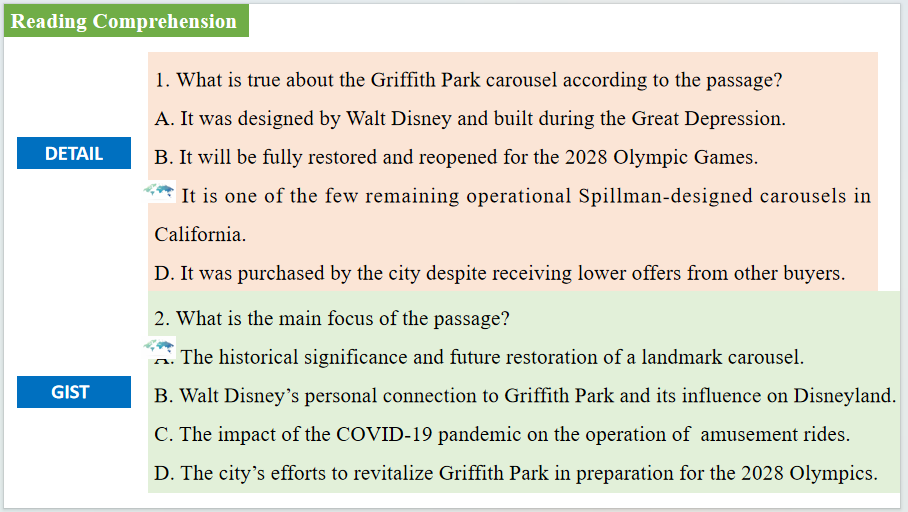 Reading Comprehension
1. What is true about the Griffith Park carousel according to the passage?
A. It was designed by Walt Disney and built during the Great Depression.
DETAIL
B. It will be fully restored and reopened for the 2028 Olympic Games.
It is one of the few remaining operational Spillman-designed carousels in
California.
D. It was purchased by the city despite receiving lower offers from other buyers.
2. What is the main focus of the passage?
A. The historical significance and future restoration of a landmark carousel.
GIST
B. Walt Disney’s personal connection to Griffith Park and its influence on Disneyland.
C. The impact of the COVID-19 pandemic on the operation of amusement rides.
D. The city’s efforts to revitalize Griffith Park in preparation for the 2028 Olympics.